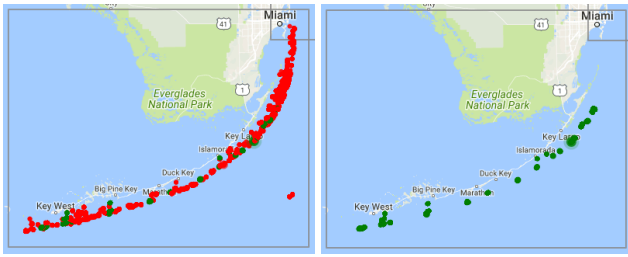 Miami
41
Everglades
National Park
1
Key Largo
Islamorada
Duck Key
Big Pine Key
Marathon
Key West
Miami
41
Everglades
National Park
1
Key Largo
Islamorada
Duck Key
Big Pine Key
Marathon
Key West